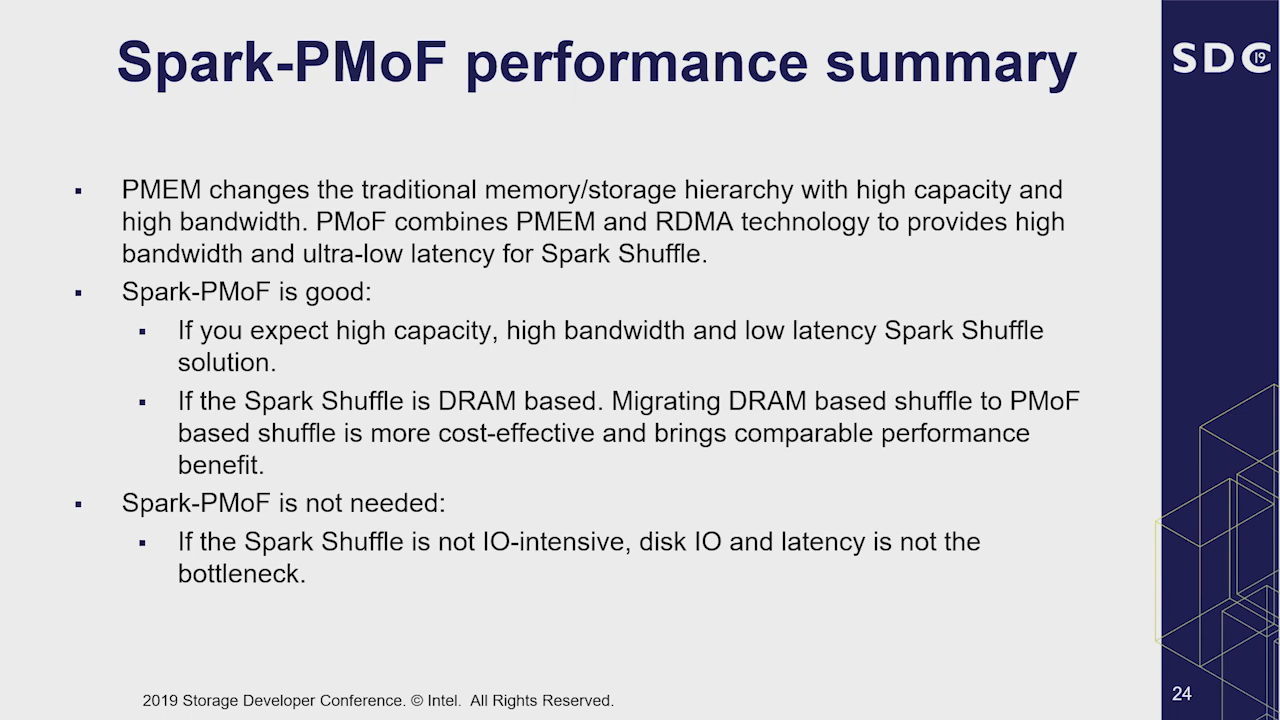 Spark-PMoF performance summary
SDC 19
▪ PMEM changes the traditional memory/storage hierarchy with high capacity and
high bandwidth. PMoF combines PMEM and RDMA technology to provides high
bandwidth and ultra-low latency for Spark Shuffle.
▪ Spark-PMoF is good:
▪ If you expect high capacity, high bandwidth and low latency Spark Shuffle
solution.
▪ If the Spark Shuffle is DRAM based. Migrating DRAM based shuffle to PMoF
based shuffle is more cost-effective and brings comparable performance
benefit.
▪ Spark-PMoF is not needed:
▪ If the Spark Shuffle is not IO-intensive, disk IO and latency is not the
bottleneck.
2019 Storage Developer Conference. © Intel. All Rights Reserved.
24